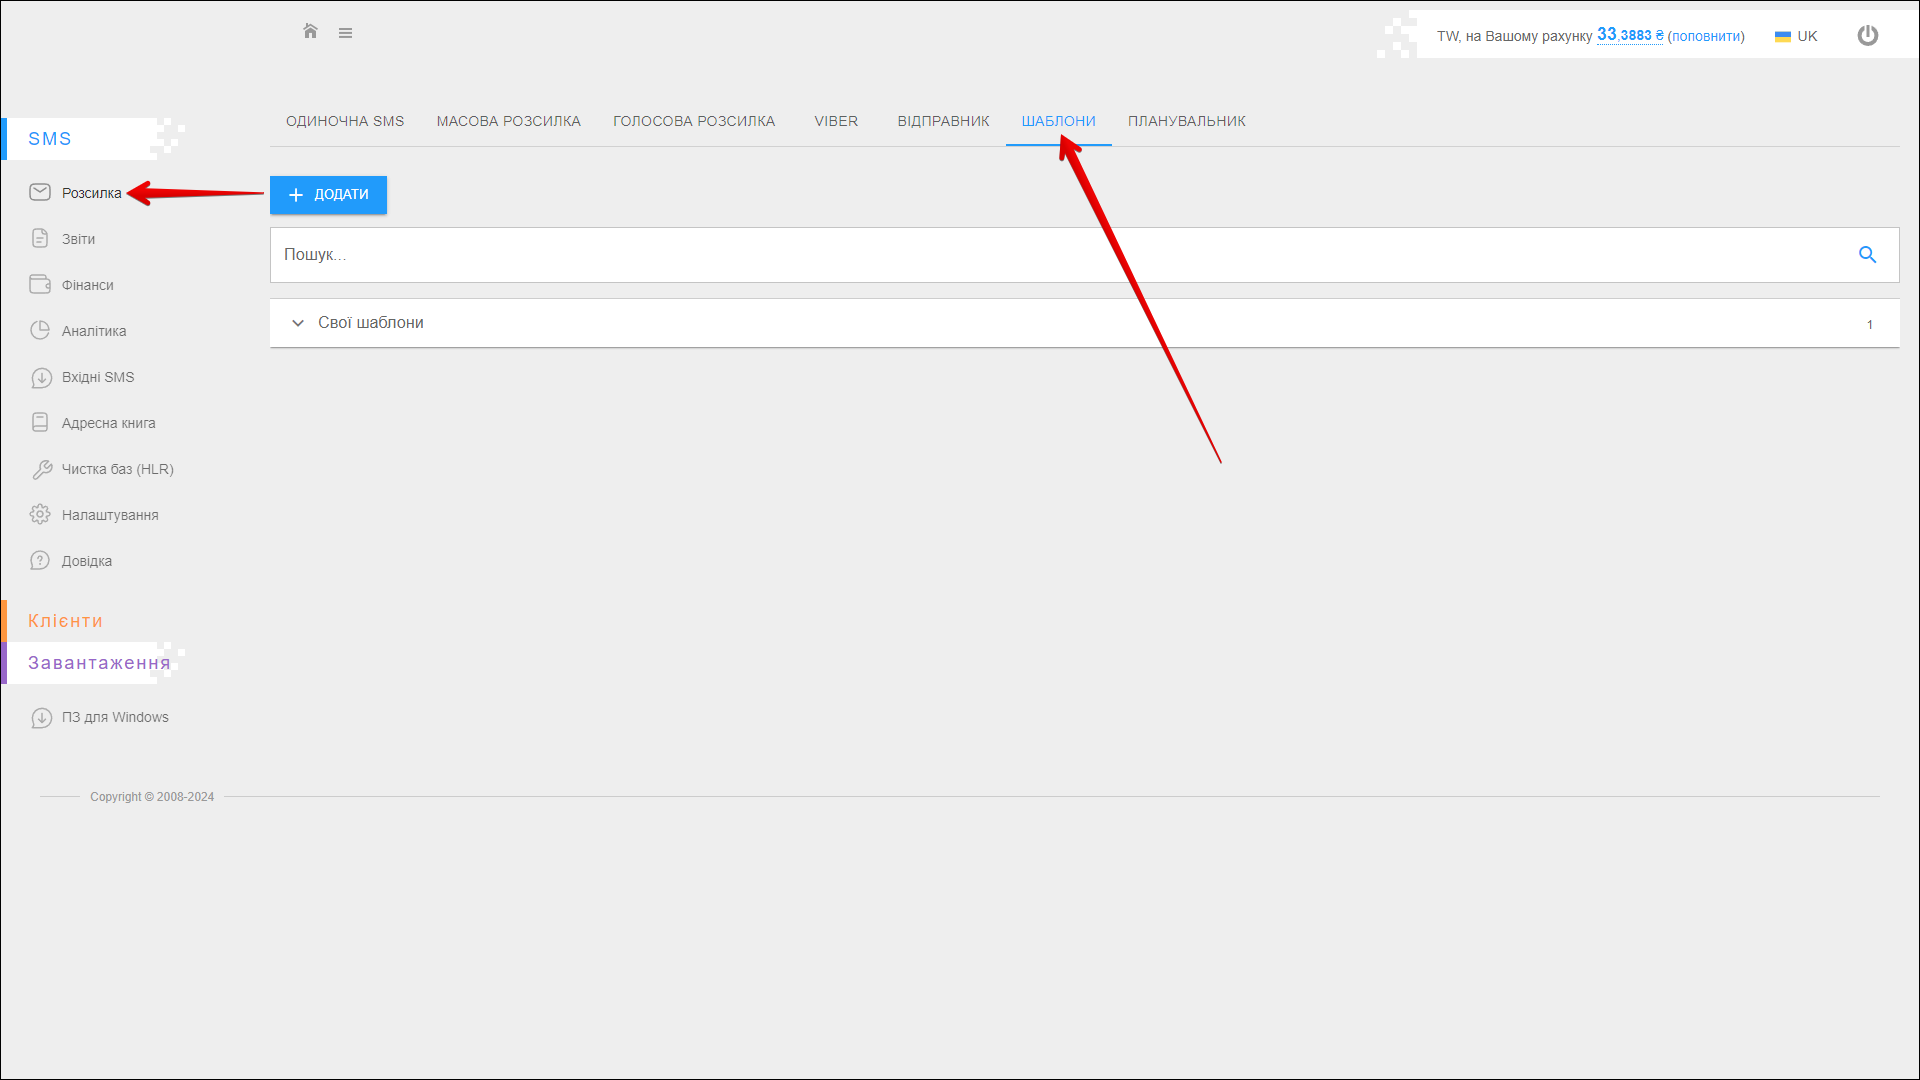 TW, на Вашому рахунку 33,3883 ₴ (поповнити) UK
SMS
Розсилка
Звіти
Фінанси
Аналітика
Вхідні SMS
Адресна книга
Чистка баз (HLR)
Налаштування
Довідка
Клієнти
Завантаження
ПЗ для Windows
ОДИНОЧНА SMS МАСОВА РОЗСИЛКА ГОЛОСОВА РОЗСИЛКА VIBER ВІДПРАВНИК ШАБЛОНИ ПЛАНУВАЛЬНИК
ДОДАТИ
Пошук...
Свої шаблони 1
Copyright © 2008-2024